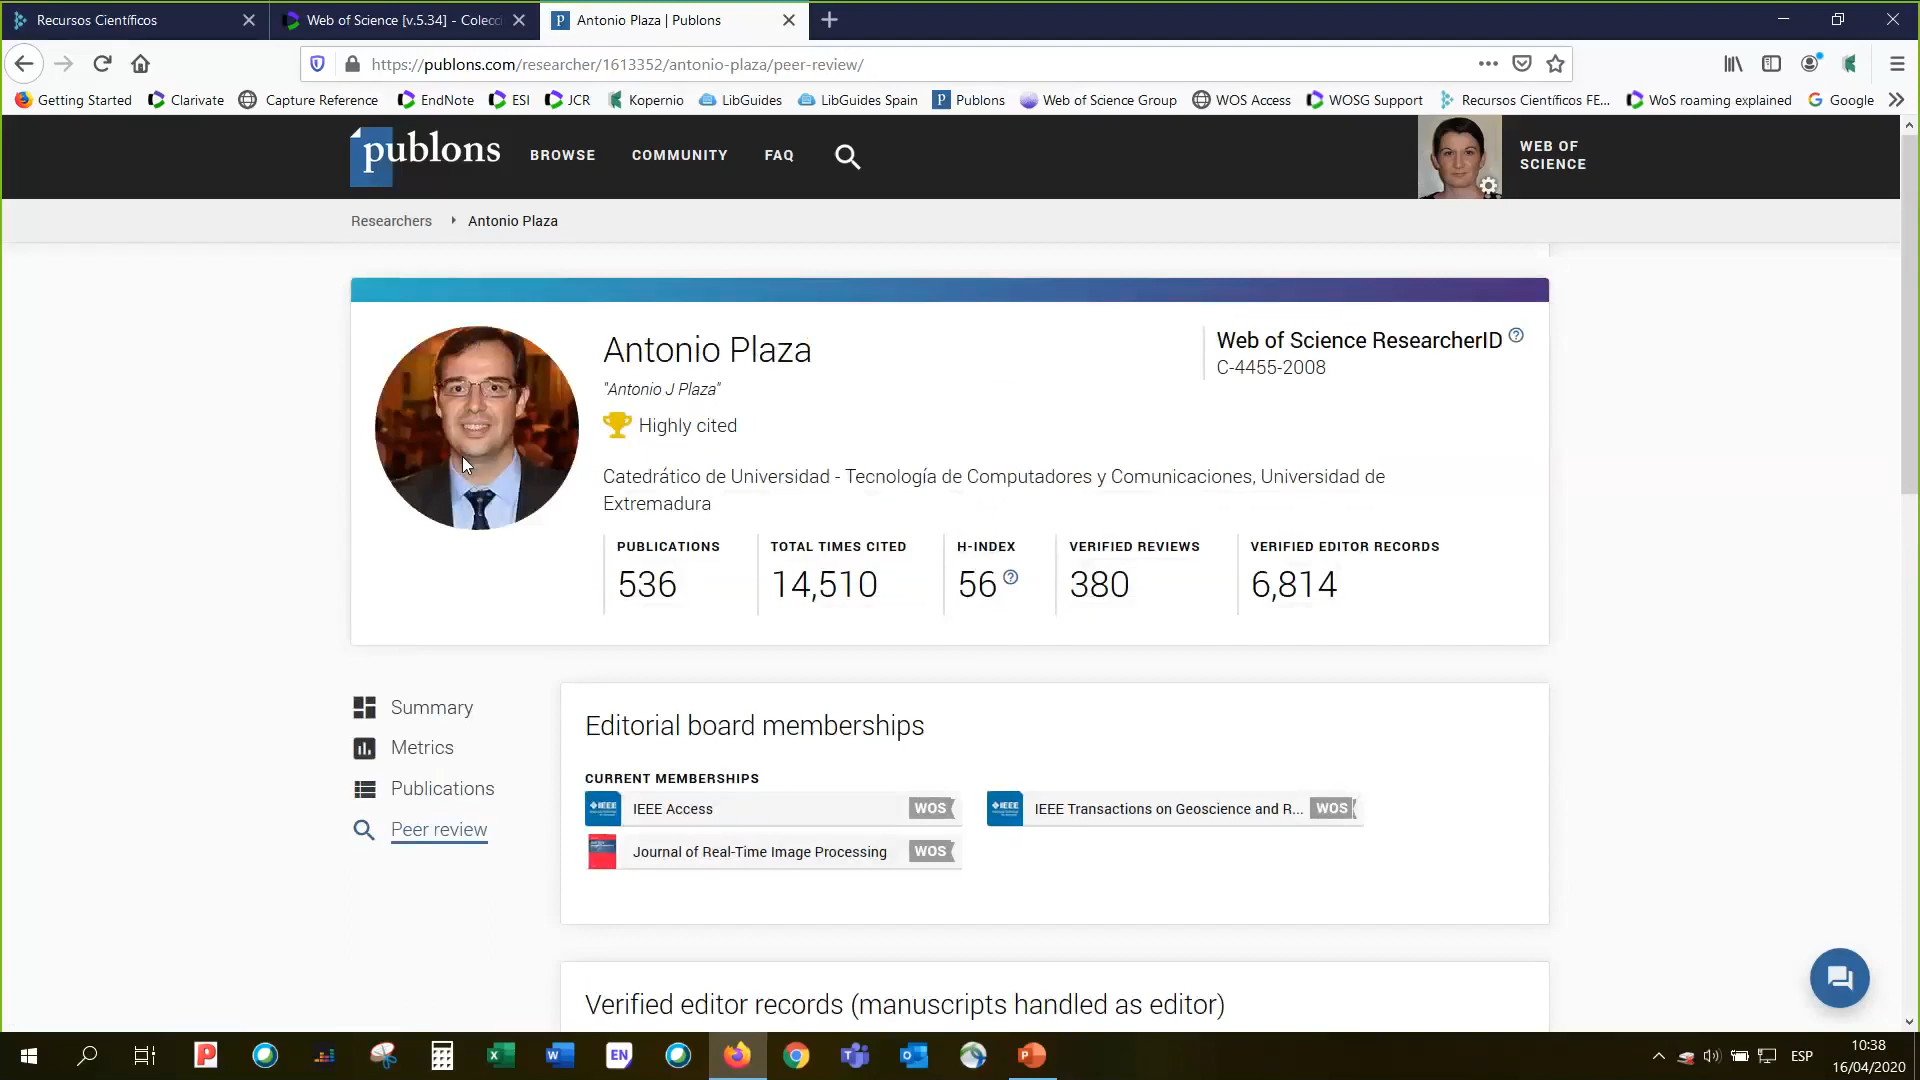 Recursos Científicos
Web of Science [v.5.34] - Colecc
Antonio Plaza | Publons
https://publons.com/researcher/1613352/antonio-plaza/peer-review/
Getting Started
Clarivate
Capture Reference
EndNote
ESI
JCR
Kopernio
LibGuides
LibGuides Spain
Publons
Web of Science Group
WOS Access
WOSG Support
Recursos Científicos FE...
WoS roaming explained
Google
publons
BROWSE
COMMUNITY
FAQ
WEB OF
SCIENCE
Researchers
Antonio Plaza
Antonio Plaza
"Antonio J Plaza"
Highly cited
Web of Science ResearcherID
C-4455-2008
Catedrático de Universidad - Tecnología de Computadores y Comunicaciones, Universidad de
Extremadura
PUBLICATIONS
536
TOTAL TIMES CITED
14,510
H-INDEX
56
VERIFIED REVIEWS
380
VERIFIED EDITOR RECORDS
6,814
Summary
Metrics
Publications
Peer review
Editorial board memberships
CURRENT MEMBERSHIPS
IEEE
IEEE Access
WOS
IEEE
IEEE Transactions on Geoscience and R...
WOS
Journal of Real-Time Image Processing
WOS
Verified editor records (manuscripts handled as editor)
EN
ESP
10:38
16/04/2020